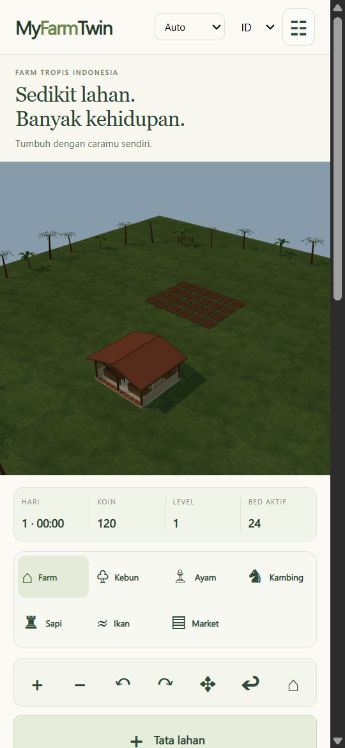 MyFarmTwin
Auto
ID
FARM TROPIS INDONESIA
Sedikit lahan.
Banyak kehidupan.
Tumbuh dengan caramu sendiri.
HARI
KOIN
LEVEL
BED AKTIF
1 · 00:00
120
1
24
Farm
Kebun
Ayam
Kambing
Sapi
Ikan
Market
+ Tata lahan